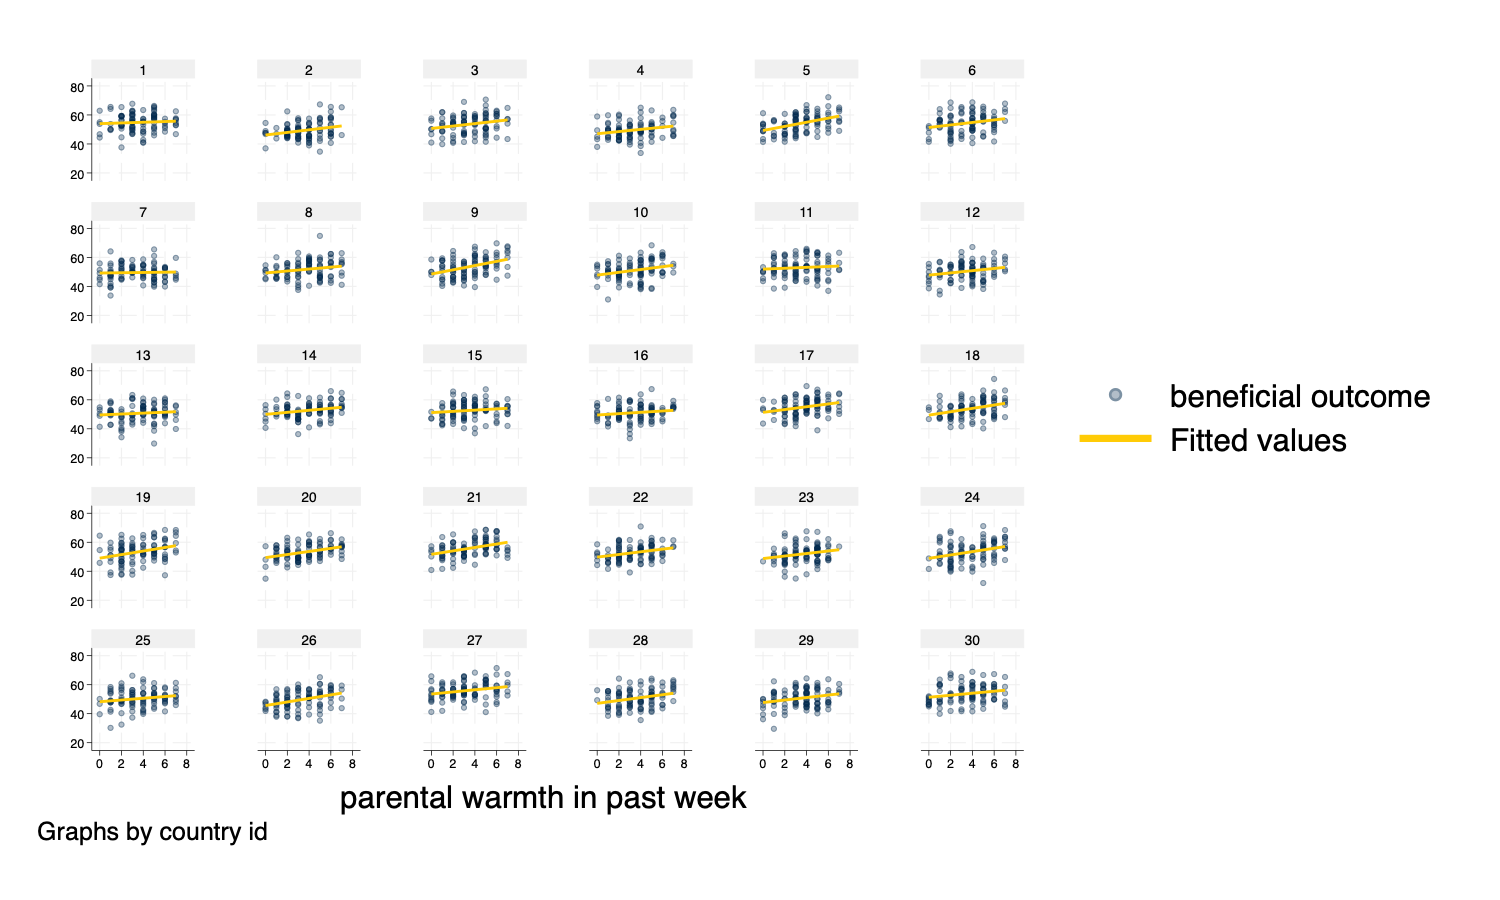 1 2 3 4 5 6
80
60
40
20
7 8 9 10 11 12
80
60
40
20
13 14 15 16 17 18
80
60
40
20
beneficial outcome
Fitted values
19 20 21 22 23 24
80
60
40
20
25 26 27 28 29 30
80
60
40
20
0 2 4 6 8 0 2 4 6 8 0 2 4 6 8 0 2 4 6 8 0 2 4 6 8 0 2 4 6 8
parental warmth in past week
Graphs by country id